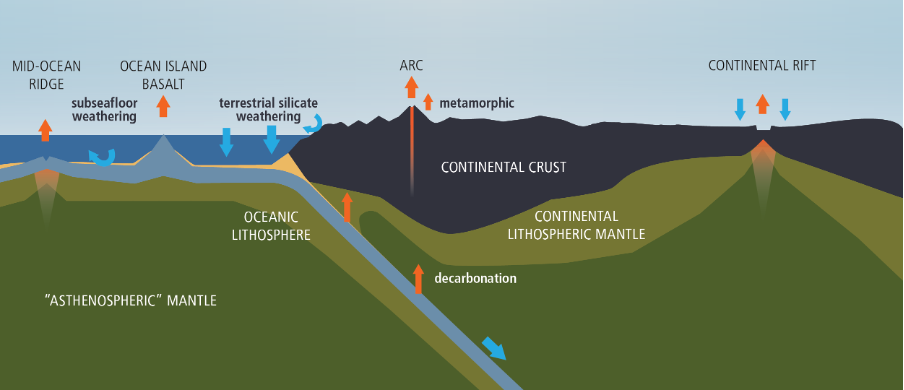 MID-OCEAN
RIDGE
OCEAN ISLAND
BASALT
ARC
CONTINENTAL RIFT
subseafloor
weathering
terrestrial silicate
weathering
metamorphic
CONTINENTAL CRUST
OCEANIC
LITHOSPHERE
CONTINENTAL
LITHOSPHERIC MANTLE
decarbonation
"ASTHENOSPHERIC" MANTLE